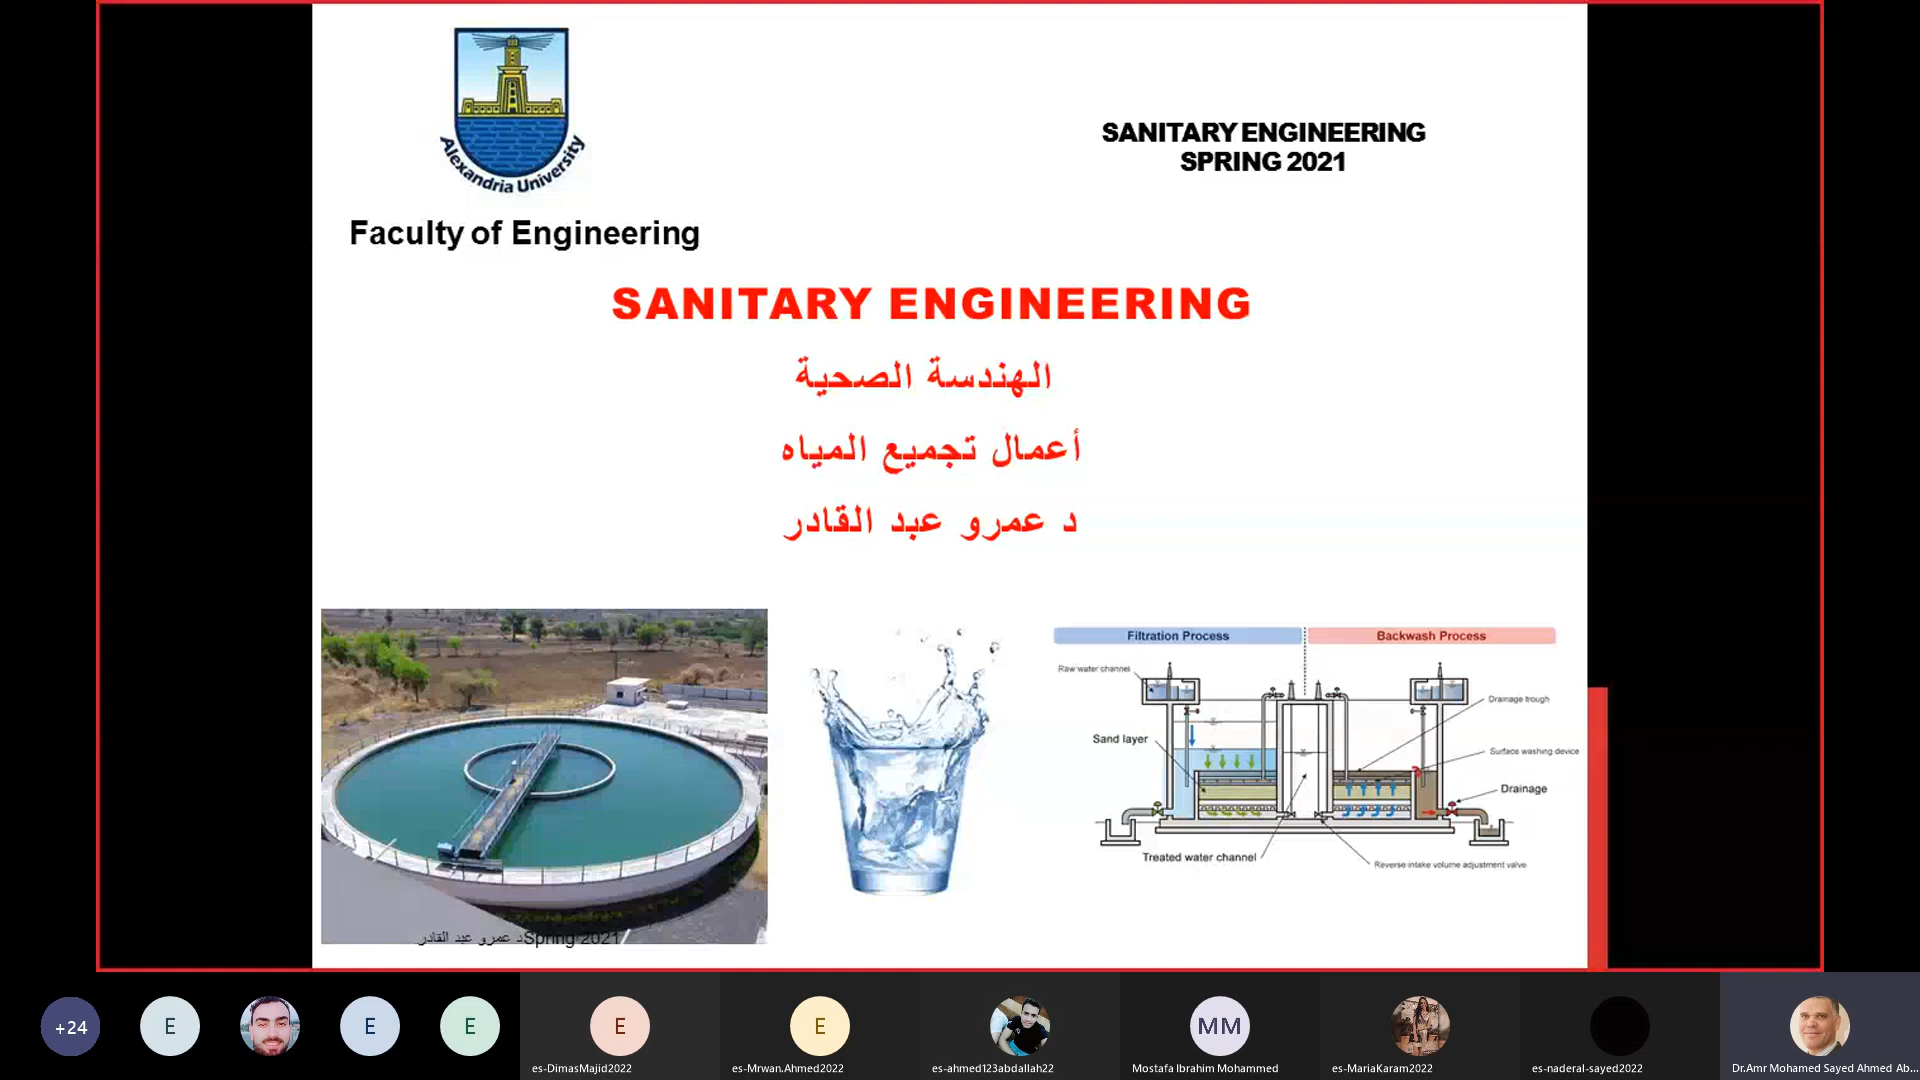 Alexandria University
SANITARY ENGINEERING
SPRING 2021
Faculty of Engineering
SANITARY ENGINEERING
الهندسة الصحية
أعمال تجميع المياه
د عمرو عبد القادر
Filtration Process
Backwash Process
Raw water channel
Drainage trough
Sand layer
Surface washing device
Drainage
Treated water channel
Reverse intake volume adjustment valve
د عمرو عبد القادر Spring 2021
+24
E
E
E
E
E
MM
es-DimasMajid2022
es-Mrwan.Ahmed2022
es-ahmed123abdallah22
Mostafa Ibrahim Mohammed
es-MariaKaram2022
es-naderal-sayed2022
Dr.Amr Mohamed Sayed Ahmed Ab...